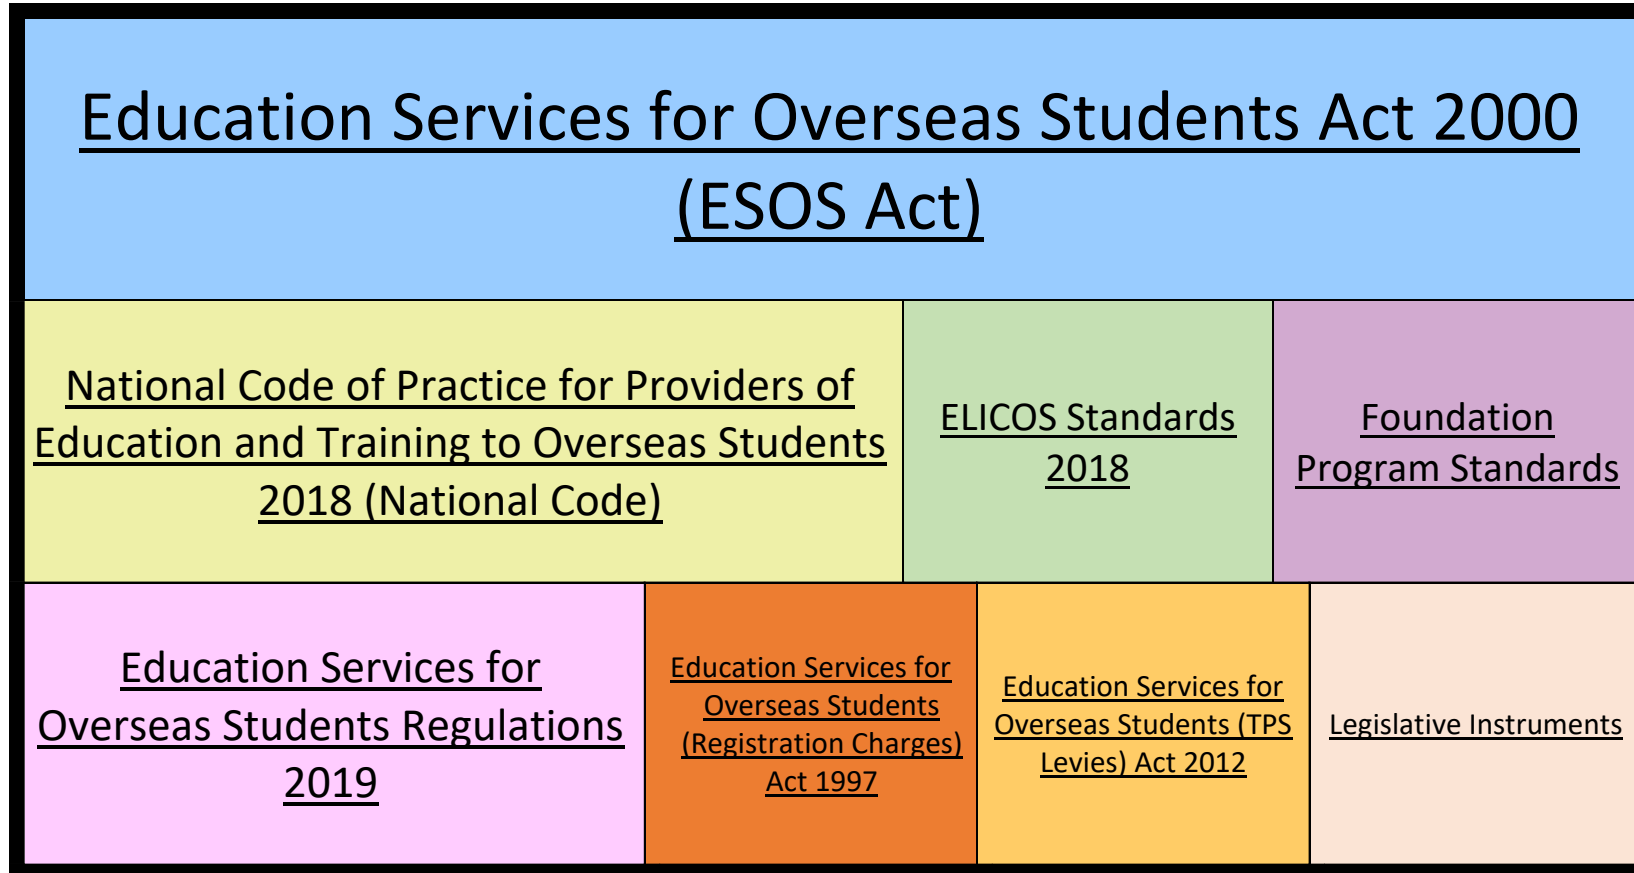 Education Services for Overseas Students Act 2000
(ESOS Act)
National Code of Practice for Providers of
Education and Training to Overseas Students
2018 (National Code)
ELICOS Standards
2018
Foundation
Program Standards
Education Services for
Overseas Students Regulations
2019
Education Services for
Overseas Students
(Registration Charges)
Act 1997
Education Services for
Overseas Students (TPS
Levies) Act 2012
Legislative Instruments